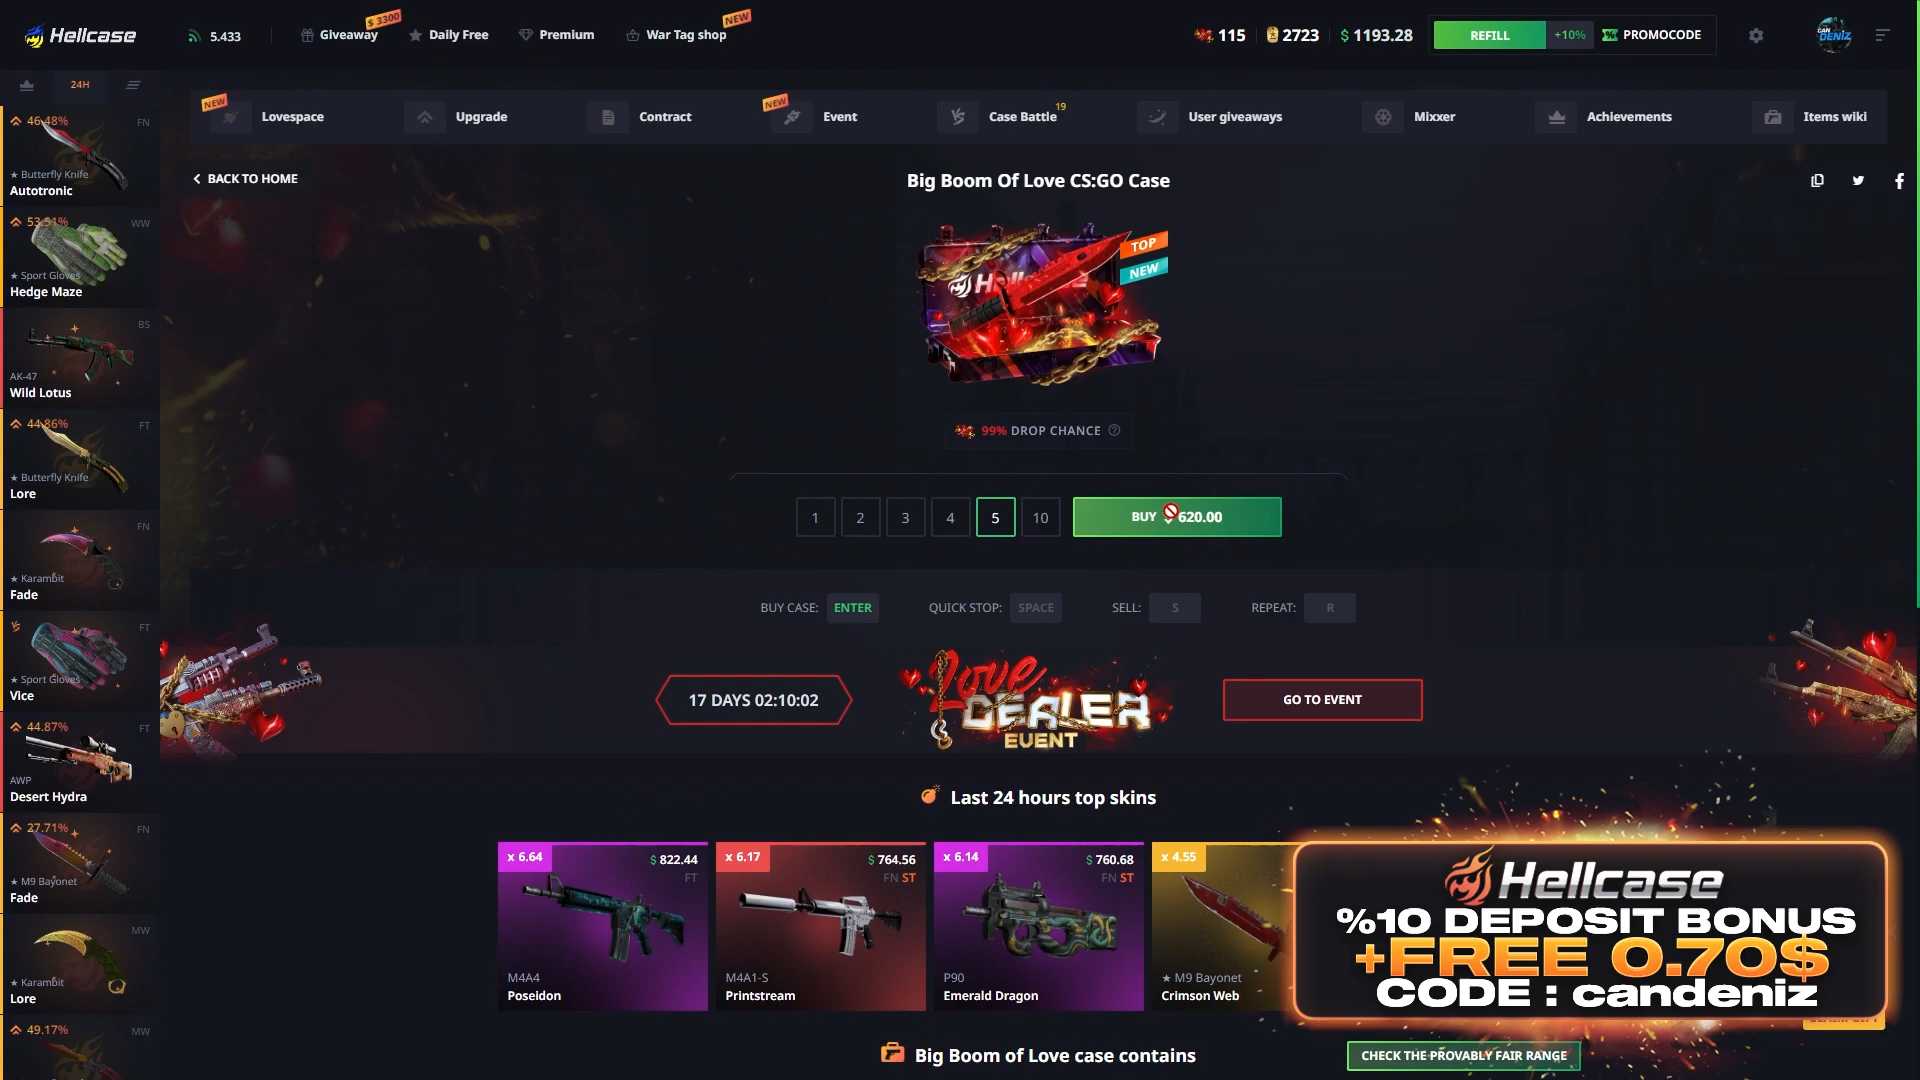 Hellcase
5.433
Giveaway
$ 3300
Daily Free
Premium
War Tag shop
NEW
115
2723
$ 1193.28
REFILL
+10%
PROMOCODE
CAN DENİZ
24H
NEW
Lovespace
Upgrade
Contract
NEW
Event
Case Battle
19
User giveaways
Mixxer
Achievements
Items wiki
BACK TO HOME
Big Boom Of Love CS:GO Case
TOP
NEW
99% DROP CHANCE
1
2
3
4
5
10
BUY 620.00
BUY CASE: ENTER
QUICK STOP: SPACE
SELL: S
REPEAT: R
17 DAYS 02:10:02
Love
DEALER
EVENT
GO TO EVENT
Last 24 hours top skins
x 6.64
$ 822.44
FT
M4A4
Poseidon
x 6.17
$ 764.56
FN ST
M4A1-S
Printstream
x 6.14
$ 760.68
FN ST
P90
Emerald Dragon
x 4.55
★ M9 Bayonet
Crimson Web
Big Boom of Love case contains
CHECK THE PROVABLY FAIR RANGE
46.48%
FN
★ Butterfly Knife
Autotronic
53.51%
WW
★ Sport Gloves
Hedge Maze
BS
AK-47
Wild Lotus
44.86%
FT
★ Butterfly Knife
Lore
FN
★ Karambit
Fade
FT
★ Sport Gloves
Vice
44.87%
FT
AWP
Desert Hydra
27.71%
FN
★ M9 Bayonet
Fade
MW
★ Karambit
Lore
49.17%
MW
Hellcase
%10 DEPOSIT BONUS
+FREE 0.70$
CODE : candeniz